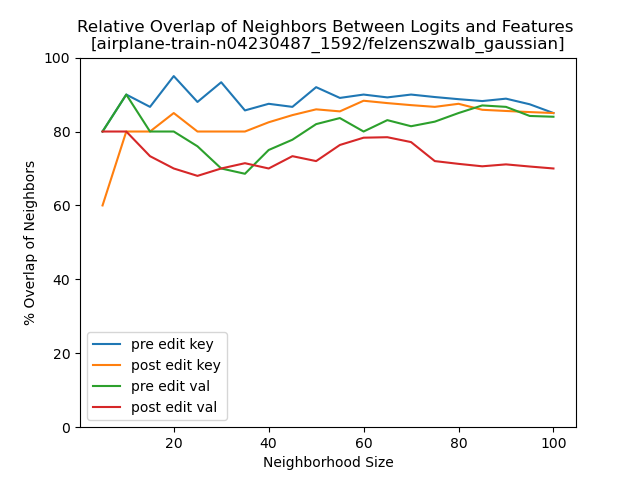 Relative Overlap of Neighbors Between Logits and Features
[airplane-train-n04230487_1592/felzenszwalb_gaussian]
100
80
60
40
20
0
% Overlap of Neighbors
pre edit key
post edit key
pre edit val
post edit val
20 40 60 80 100
Neighborhood Size